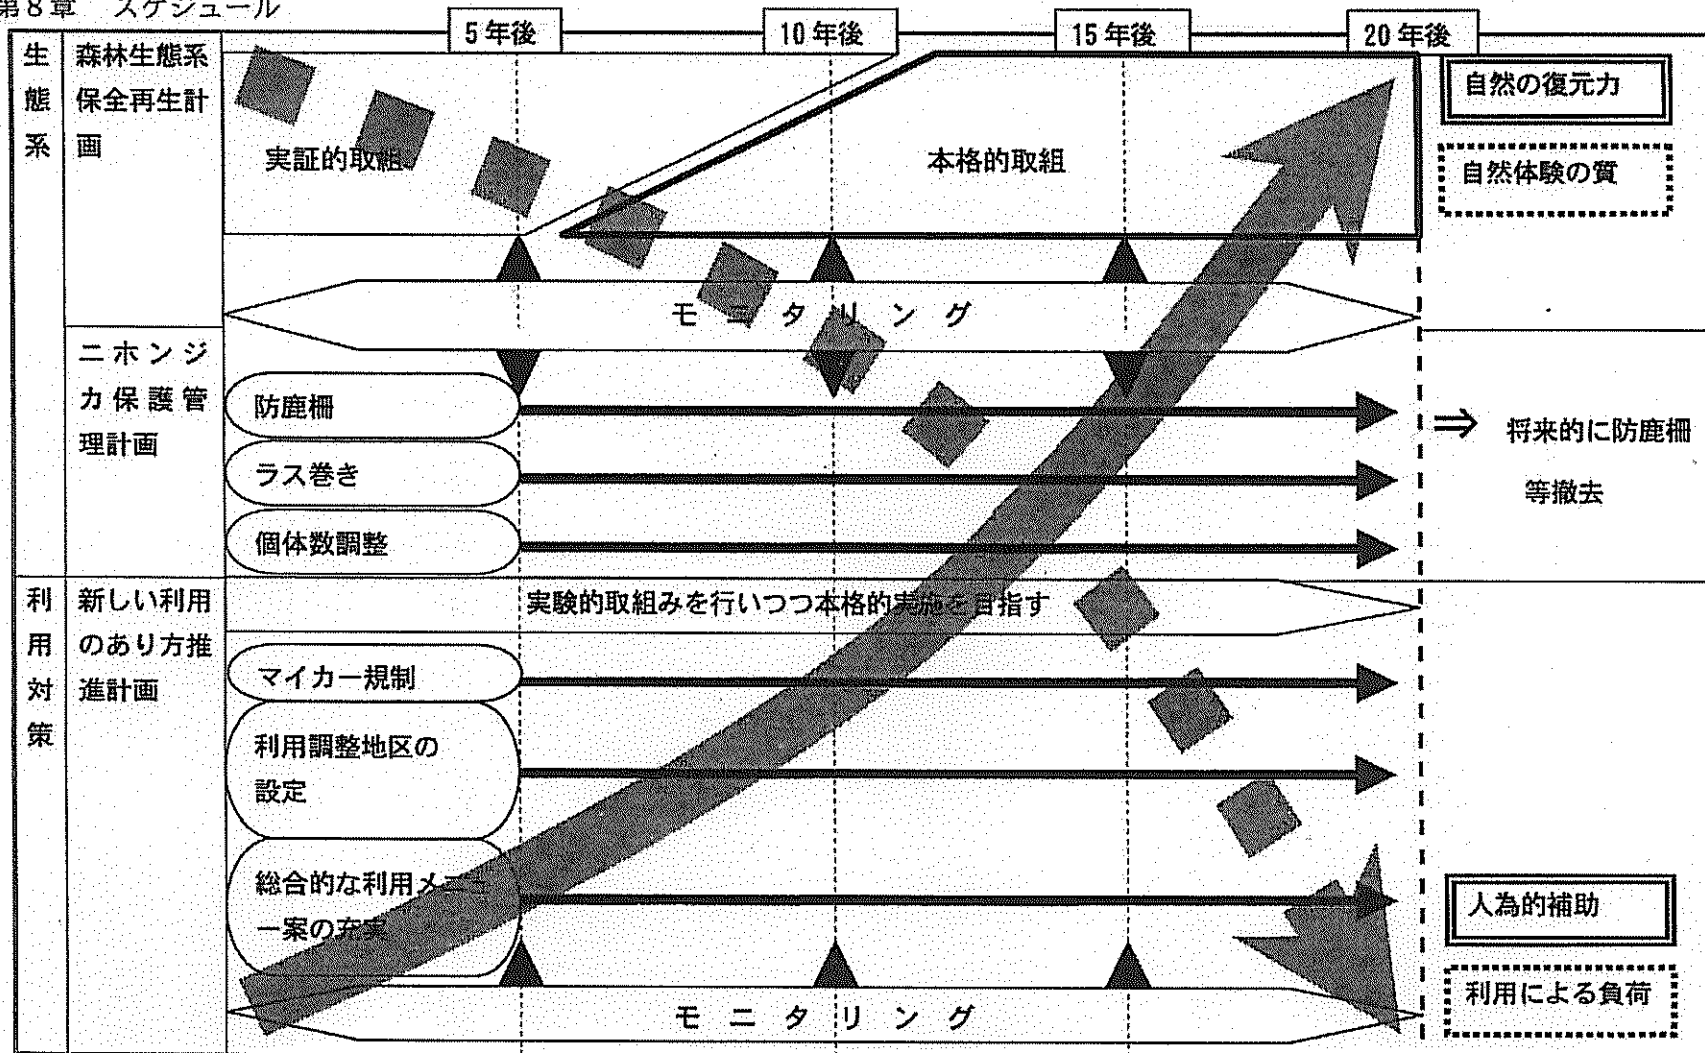 第8章 スケジュール
5年後
10年後
15年後
20年後
生態系
森林生態系
保全再生計
画
実証的取組
本格的取組
自然の復元力
自然体験の質
モニタリング
ニホンジ
カ保護管
理計画
防鹿柵
ラス巻き
個体数調整
⇒ 将来的に防鹿柵
等撤去
利用対策
新しい利用
のあり方推
進計画
実験的取組みを行いつつ本格的実施を目指す
マイカー規制
利用調整地区の
設定
総合的な利用メニュ
ー案の充実
人為的補助
利用による負荷
モニタリング